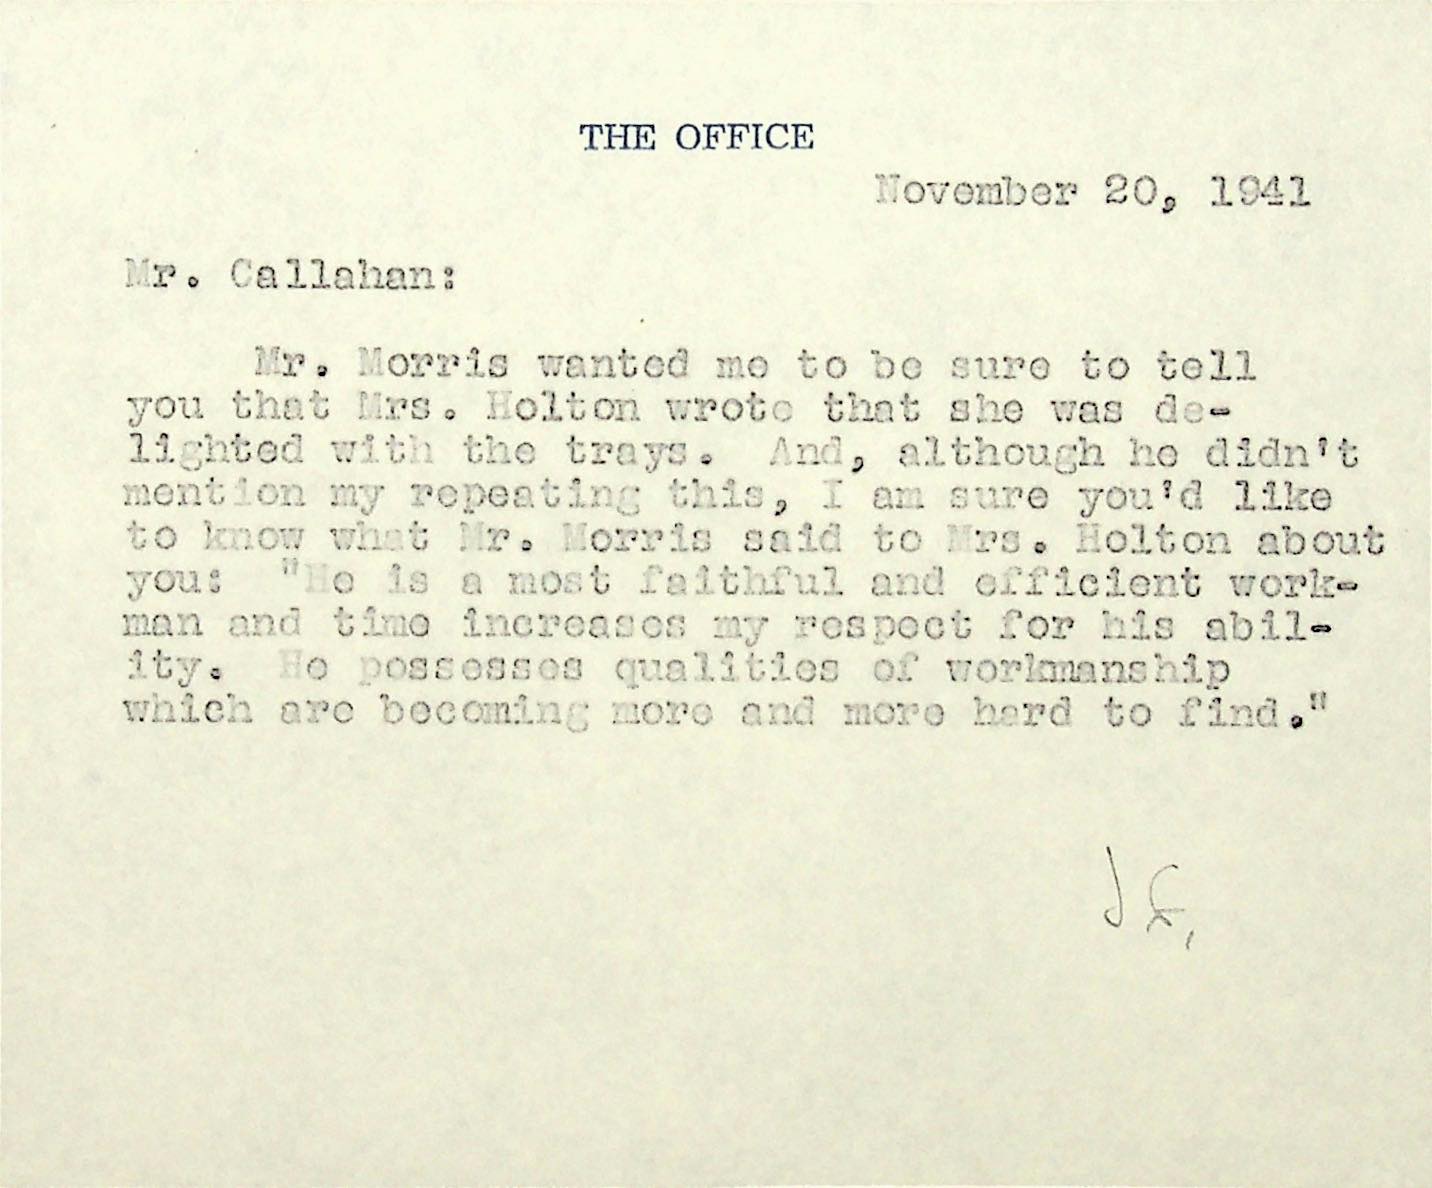 THE OFFICE
November 20, 1941
Mr. Callahan:
Mr. Morris wanted me to be sure to tell
you that Mrs. Holton wrote that she was de-
lighted with the trays.  And, although he didn't
mention my repeating this, I am sure you'd like
to know what Mr. Morris said to Mrs. Holton about
you:  "He is a most faithful and efficient work-
man and time increases my respect for his abil-
ity.  He possesses qualities of workmanship
which are becoming more and more hard to find."